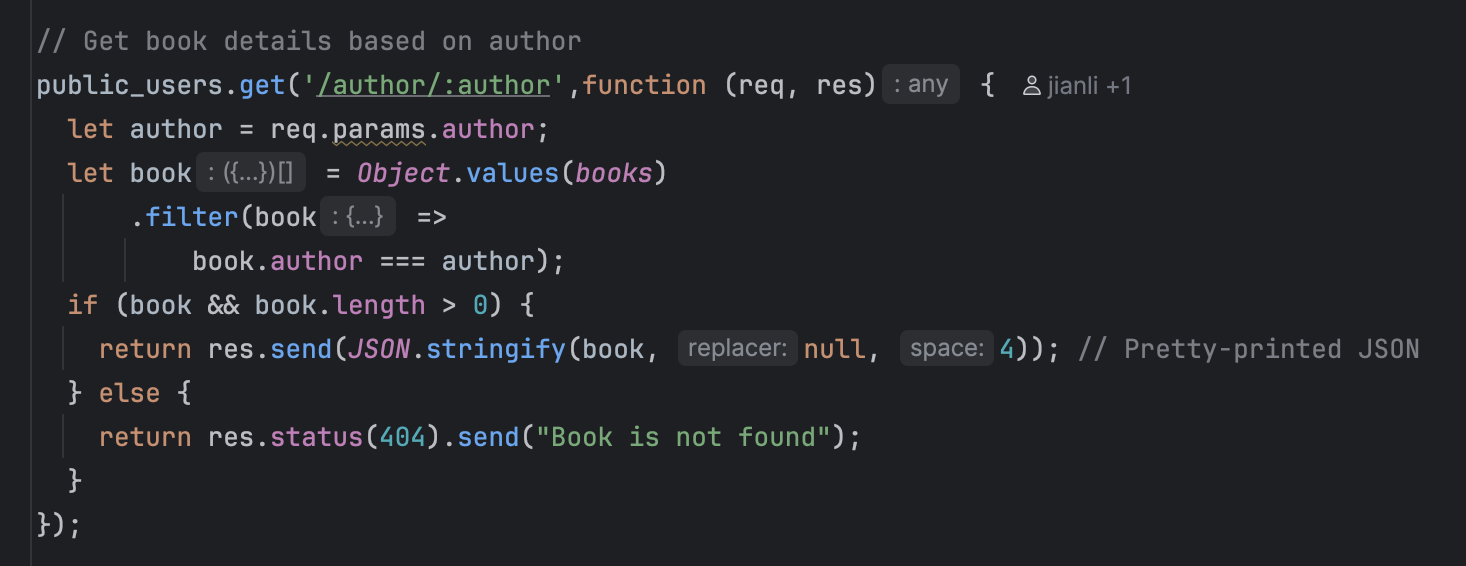 // Get book details based on author
public_users.get('/author/:author',function (req, res) : any { jianli +1
let author = req.params.author;
let book : ({...})[] = Object.values(books)
.filter(book : {...} =>
book.author === author);
if (book && book.length > 0) {
return res.send(JSON.stringify(book, replacer: null, space: 4)); // Pretty-printed JSON
} else {
return res.status(404).send("Book is not found");
}
});